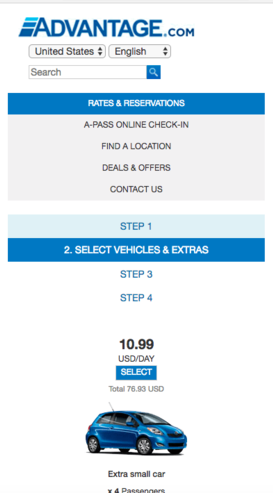 ADVANTAGE.COM
United States English
Search
RATES & RESERVATIONS
A-PASS ONLINE CHECK-IN
FIND A LOCATION
DEALS & OFFERS
CONTACT US
STEP 1
2. SELECT VEHICLES & EXTRAS
STEP 3
STEP 4
10.99
USD/DAY
SELECT
Total 76.93 USD
Extra small car
x 4 Passengers